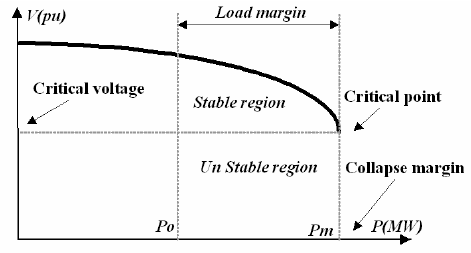 V(pu)
Load margin
Critical voltage
Stable region
Critical point
Un Stable region
Collapse margin
Po
Pm
P(MW)